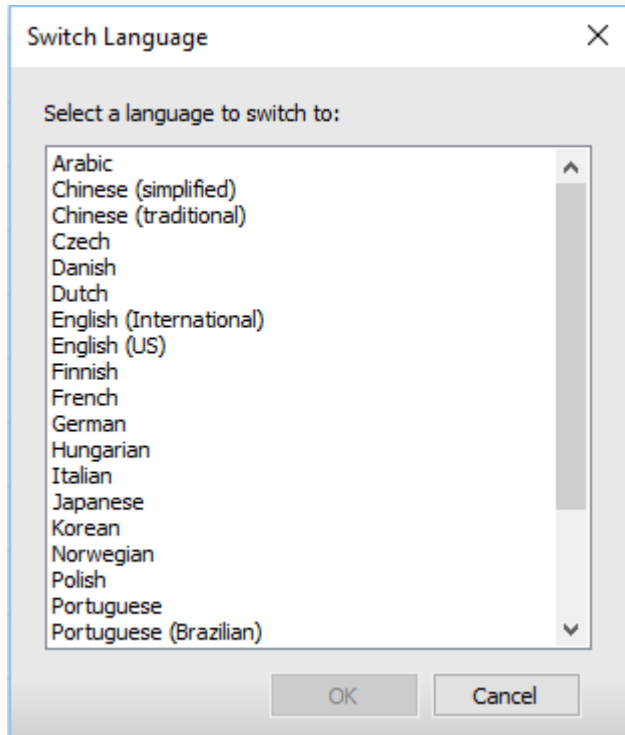 Switch Language
Select a language to switch to:
Arabic
Chinese (simplified)
Chinese (traditional)
Czech
Danish
Dutch
English (International)
English (US)
Finnish
French
German
Hungarian
Italian
Japanese
Korean
Norwegian
Polish
Portuguese
Portuguese (Brazilian)
OK Cancel